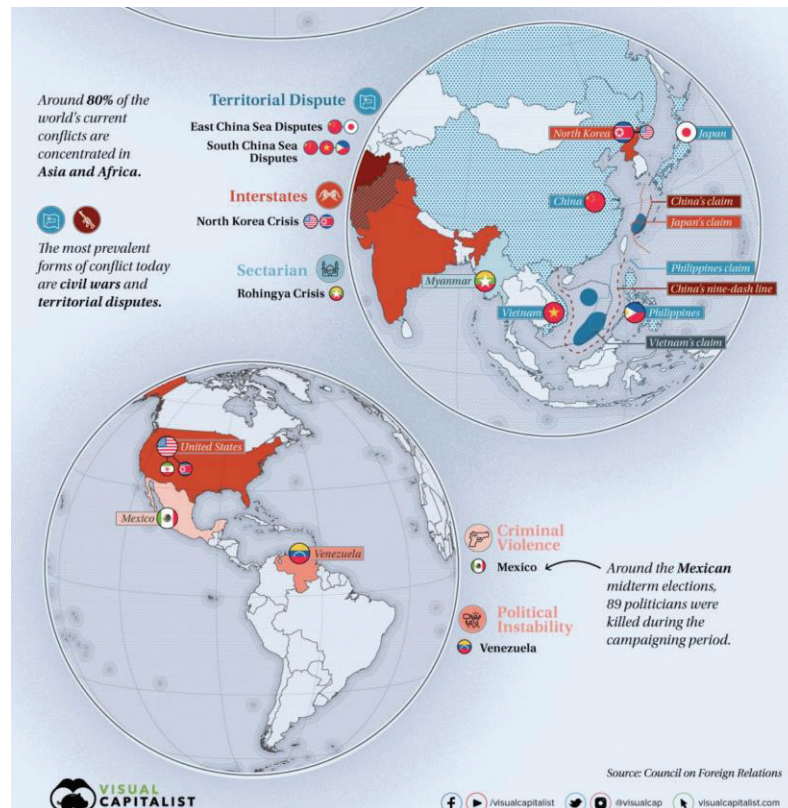 Around 80% of the
world's current
conflicts are
concentrated in
Asia and Africa.
The most prevalent
forms of conflict today
are civil wars and
territorial disputes.
Territorial Dispute
East China Sea Disputes
South China Sea
Disputes
Interstates
North Korea Crisis
Sectarian
Rohingya Crisis
North Korea
Japan
China
China's claim
Japan's claim
Philippines claim
China's nine-dash line
Myanmar
Vietnam
Philippines
Vietnam's claim
United States
Mexico
Venezuela
Criminal
Violence
Mexico
Political
Instability
Venezuela
Around the Mexican
midterm elections,
89 politicians were
killed during the
campaigning period.
Source: Council on Foreign Relations
VISUAL
CAPITALIST
/visualcapitalist
@visualcap
visualcapitalist.com